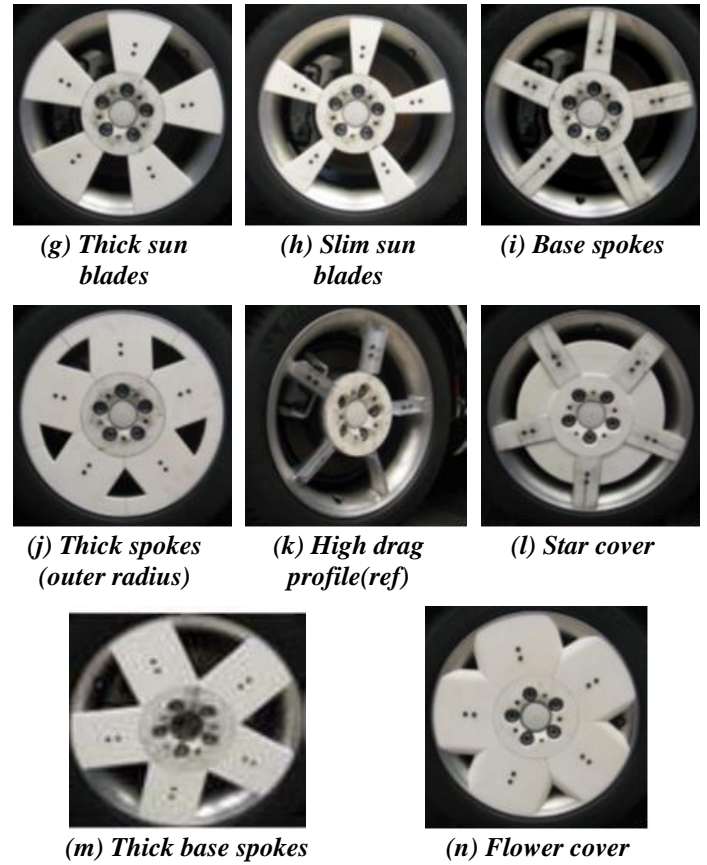 (g) Thick sun
blades
(h) Slim sun
blades
(i) Base spokes
(j) Thick spokes
(outer radius)
(k) High drag
profile(ref)
(l) Star cover
(m) Thick base spokes
(n) Flower cover